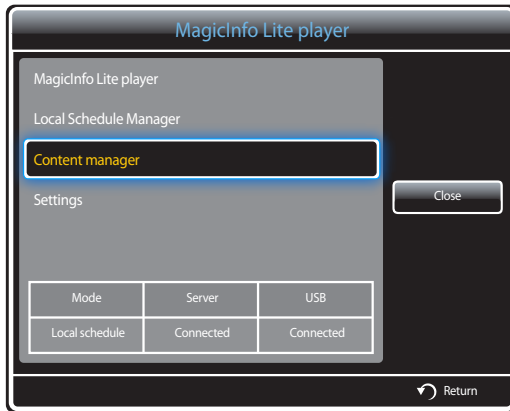 MagicInfo Lite player
MagicInfo Lite player
Local Schedule Manager
Content manager
Settings
Close
Mode Server USB
Local schedule Connected Connected
Return